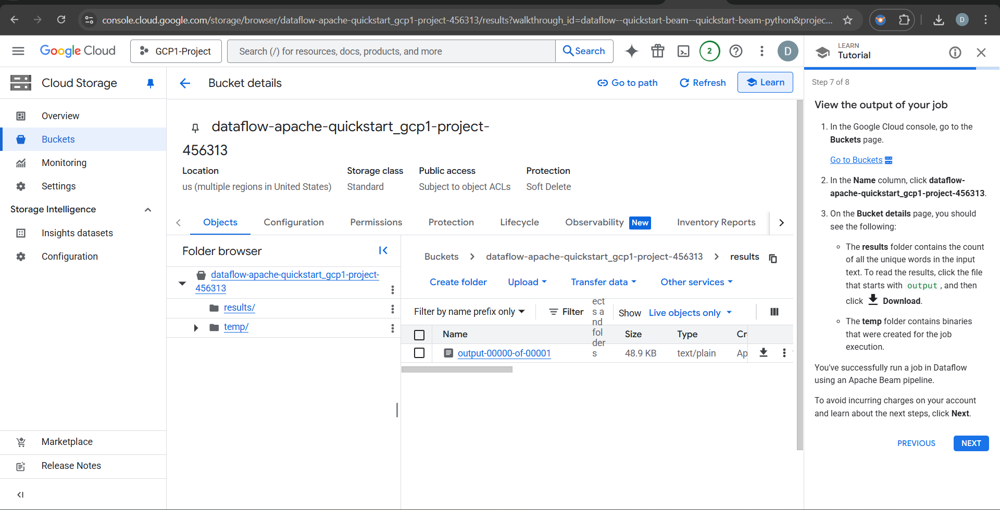 console.cloud.google.com/storage/browser/dataflow-apache-quickstart_gcp1-project-456313/results?walkthrough_id=dataflow--quickstart-beam--quickstart-beam-python&projec...
D
Google Cloud
GCP1-Project
Search (/) for resources, docs, products, and more
Search
2
D
LEARN
Tutorial
Cloud Storage
Overview
Buckets
Monitoring
Settings
Storage Intelligence
Insights datasets
Configuration
Marketplace
Release Notes
Bucket details
Go to path
Refresh
Learn
dataflow-apache-quickstart_gcp1-project-
456313
Location
us (multiple regions in United States)
Storage class
Standard
Public access
Subject to object ACLs
Protection
Soft Delete
Objects
Configuration
Permissions
Protection
Lifecycle
Observability New
Inventory Reports
Folder browser
dataflow-apache-quickstart_gcp1-project-
456313
results/
temp/
Buckets
dataflow-apache-quickstart_gcp1-project-456313
results
Create folder
Upload
Transfer data
Other services
Filter by name prefix only
Filter
ect
s a
nd
fol
der
s
Show Live objects only
Name
Size
Type
Cr
output-00000-of-00001
48.9 KB
text/plain
Ap
Step 7 of 8
View the output of your job
1. In the Google Cloud console, go to the
Buckets page.
Go to Buckets
2. In the Name column, click dataflow-
apache-quickstart_gcp1-project-456313.
3. On the Bucket details page, you should
see the following:
The results folder contains the count
of all the unique words in the input
text. To read the results, click the file
that starts with output , and then
click Download.
The temp folder contains binaries
that were created for the job
execution.
You've successfully run a job in Dataflow
using an Apache Beam pipeline.
To avoid incurring charges on your account
and learn about the next steps, click Next.
PREVIOUS
NEXT